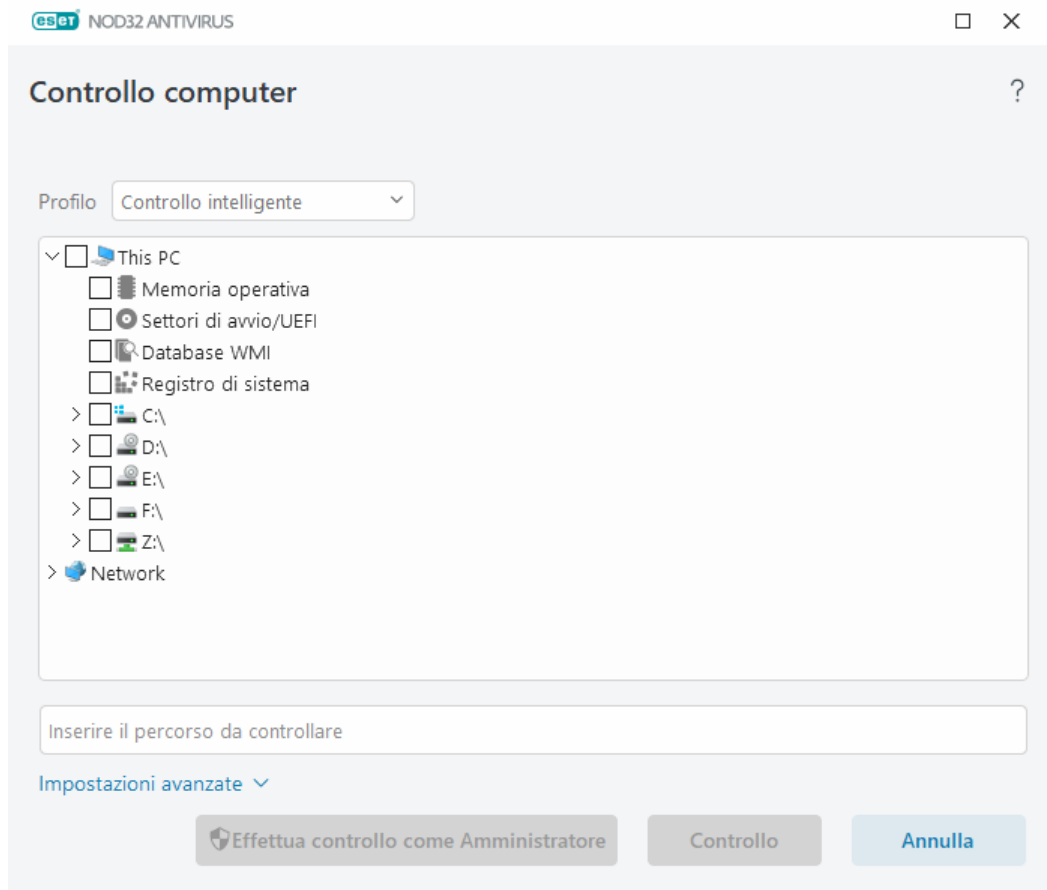 eset NOD32 ANTIVIRUS
Controllo computer
?
Profilo Controllo intelligente
This PC
Memoria operativa
Settori di avvio/UEFI
Database WMI
Registro di sistema
C:\
D:\
E:\
F:\
Z:\
Network
Inserire il percorso da controllare
Impostazioni avanzate
Effettua controllo come Amministratore Controllo Annulla